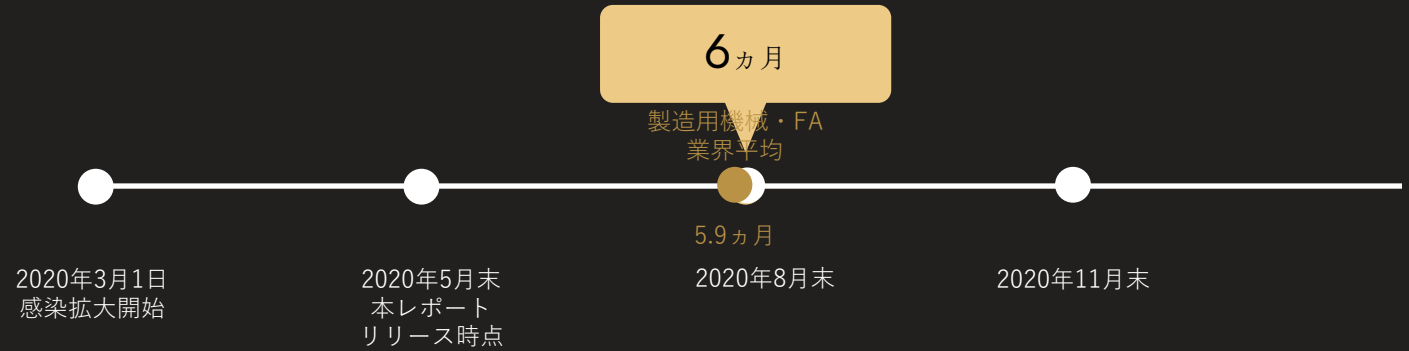 6ヵ月
製造用機械・FA
業界平均
5.9ヵ月
2020年3月1日
感染拡大開始
2020年5月末
本レポート
リリース時点
2020年8月末
2020年11月末